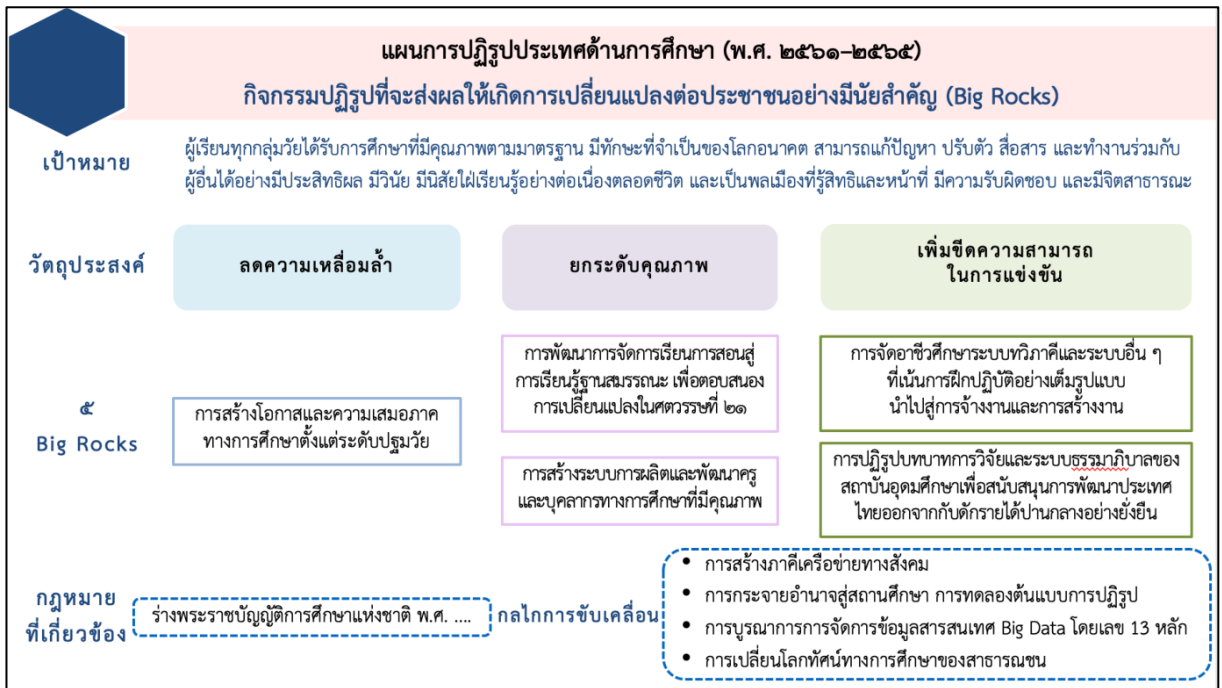 แผนการปฏิรูปประเทศด้านการศึกษา (พ.ศ. ๒๕๖๑–๒๕๖๕)
กิจกรรมปฏิรูปที่จะส่งผลให้เกิดการเปลี่ยนแปลงต่อประชาชนอย่างมีนัยสำคัญ (Big Rocks)
เป้าหมาย
ผู้เรียนทุกกลุ่มวัยได้รับการศึกษาที่มีคุณภาพตามมาตรฐาน มีทักษะที่จำเป็นของโลกอนาคต สามารถแก้ปัญหา ปรับตัว สื่อสาร และทำงานร่วมกับ
ผู้อื่นได้อย่างมีประสิทธิผล มีวินัย มีนิสัยใฝ่เรียนรู้อย่างต่อเนื่องตลอดชีวิต และเป็นพลเมืองที่รู้สิทธิและหน้าที่ มีความรับผิดชอบ และมีจิตสาธารณะ
วัตถุประสงค์
ลดความเหลื่อมล้ำ
ยกระดับคุณภาพ
เพิ่มขีดความสามารถ
ในการแข่งขัน
๕
Big Rocks
การสร้างโอกาสและความเสมอภาค
ทางการศึกษาตั้งแต่ระดับปฐมวัย
การพัฒนาการจัดการเรียนการสอนสู่
การเรียนรู้ฐานสมรรถนะ เพื่อตอบสนอง
การเปลี่ยนแปลงในศตวรรษที่ ๒๑
การสร้างระบบการผลิตและพัฒนาครู
และบุคลากรทางการศึกษาที่มีคุณภาพ
การจัดอาชีวศึกษาระบบทวิภาคีและระบบอื่น ๆ
ที่เน้นการฝึกปฏิบัติอย่างเต็มรูปแบบ
นำไปสู่การจ้างงานและการสร้างงาน
การปฏิรูปบทบาทการวิจัยและระบบธรรมาภิบาลของ
สถาบันอุดมศึกษาเพื่อสนับสนุนการพัฒนาประเทศ
ไทยออกจากกับดักรายได้ปานกลางอย่างยั่งยืน
กฎหมาย
ที่เกี่ยวข้อง
ร่างพระราชบัญญัติการศึกษาแห่งชาติ พ.ศ. ....
กลไกการขับเคลื่อน
• การสร้างภาคีเครือข่ายทางสังคม
• การกระจายอำนาจสู่สถานศึกษา การทดลองต้นแบบการปฏิรูป
• การบูรณาการการจัดการข้อมูลสารสนเทศ Big Data โดยเลข 13 หลัก
• การเปลี่ยนโลกทัศน์ทางการศึกษาของสาธารณชน